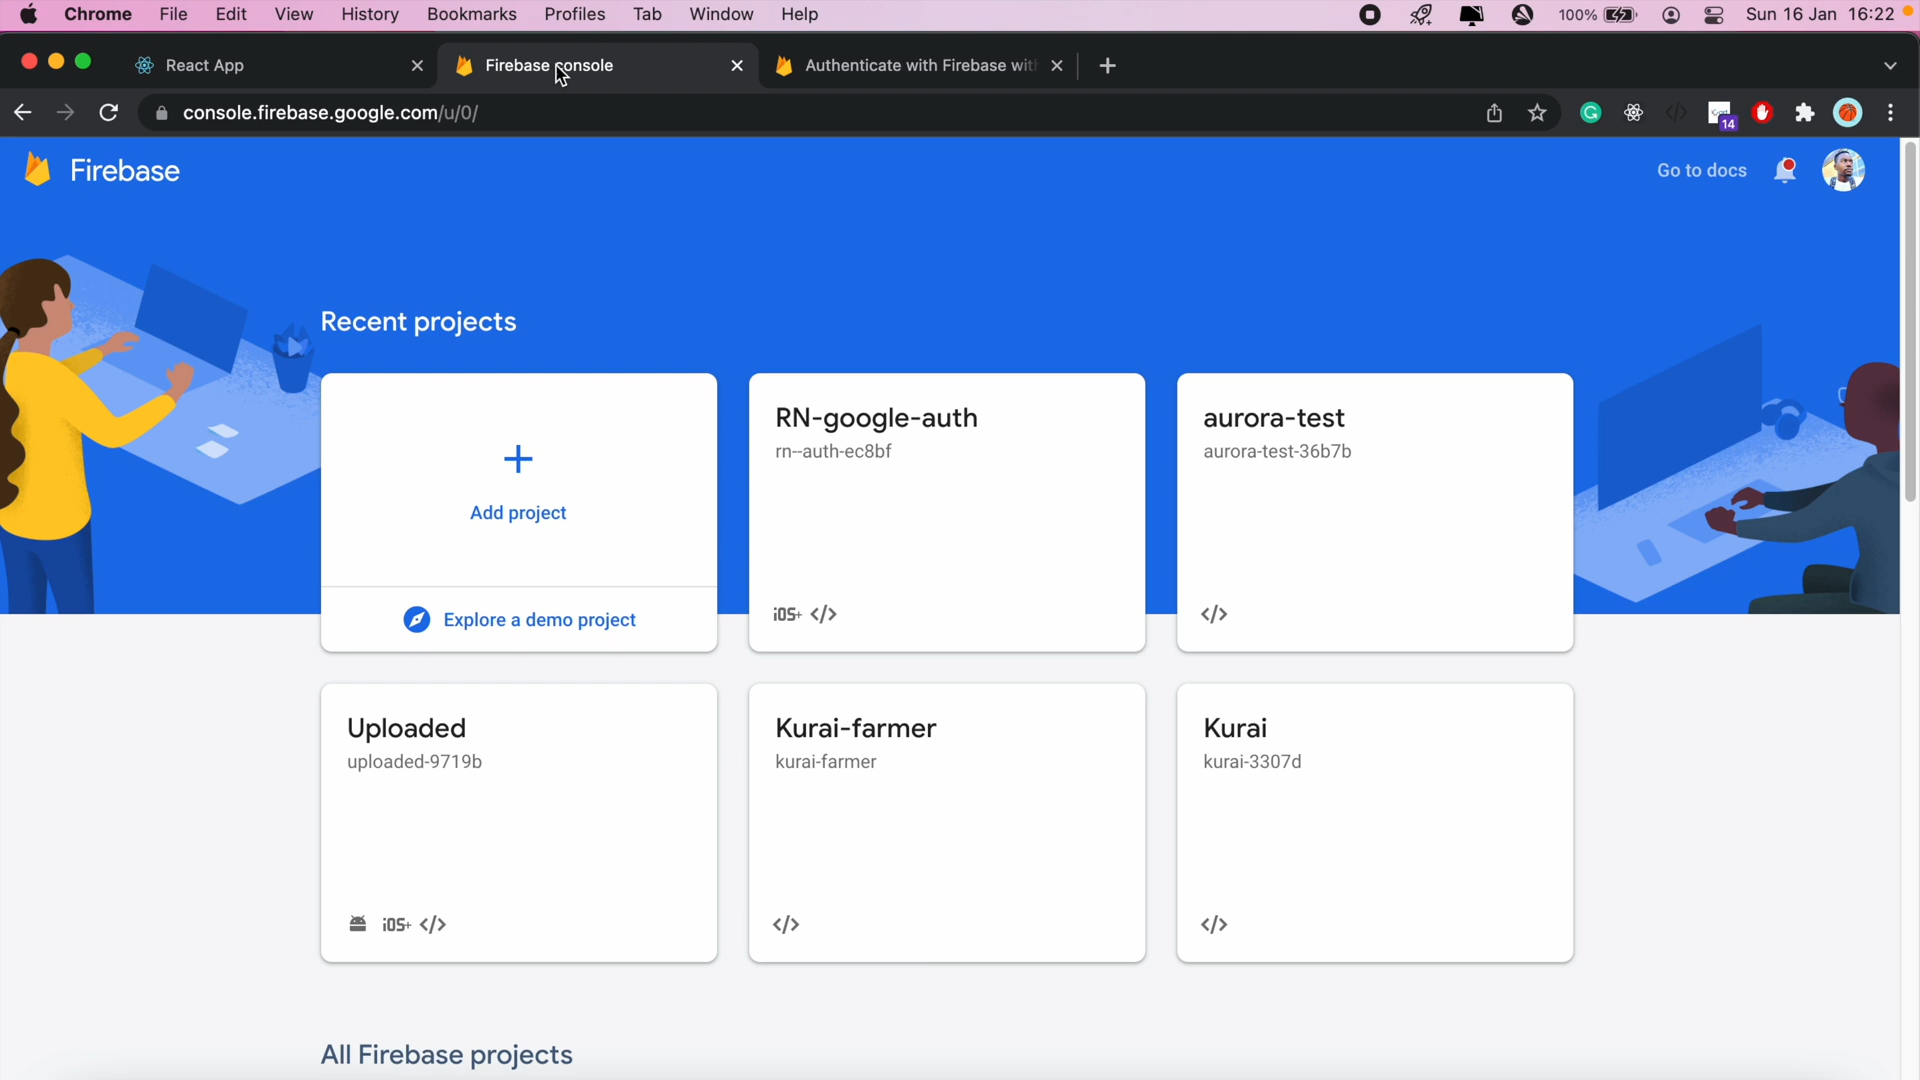 Chrome File Edit View History Bookmarks Profiles Tab Window Help 100% Sun 16 Jan 16:22
React App Firebase console Authenticate with Firebase wit
console.firebase.google.com/u/0/ 14
Firebase Go to docs
Recent projects
Add project
Explore a demo project
RN-google-auth
rn--auth-ec8bf
iOS+ </>
aurora-test
aurora-test-36b7b
</>
Uploaded
uploaded-9719b
iOS+ </>
Kurai-farmer
kurai-farmer
</>
Kurai
kurai-3307d
</>
All Firebase projects